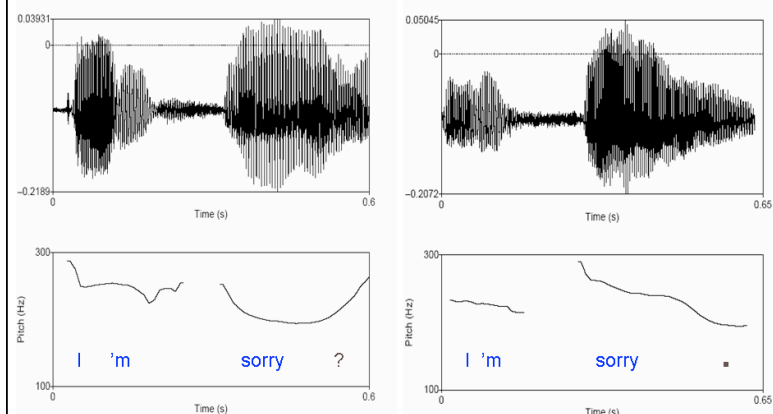 0.03931
0
−0.2189
0
0.6
Time (s)
300
Pitch (Hz)
100
I 'm sorry ?
0
0.6
Time (s)
0.05045
0
−0.2072
0
0.65
Time (s)
300
Pitch (Hz)
100
I 'm sorry .
0
0.65
Time (s)